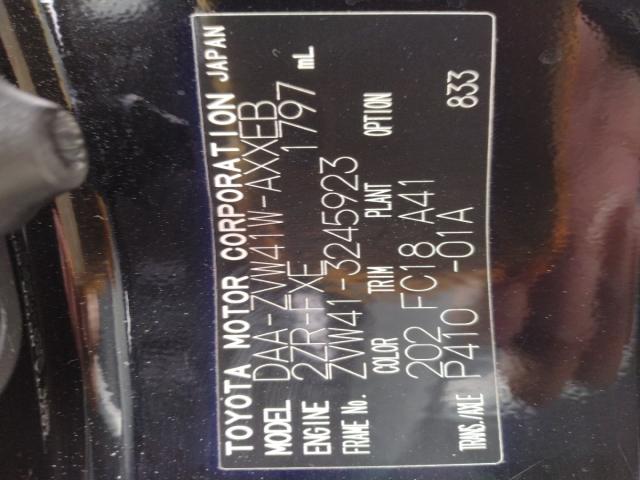 TOYOTA MOTOR CORPORATION JAPAN
MODEL DAA-ZVW41W-AXXEB
ENGINE 2ZR-FXE 1797 mL
FRAME No. ZVW41-3245923
COLOR TRIM PLANT OPTION
202 FC18 A41
TRANS./AXLE P410 -01A 833